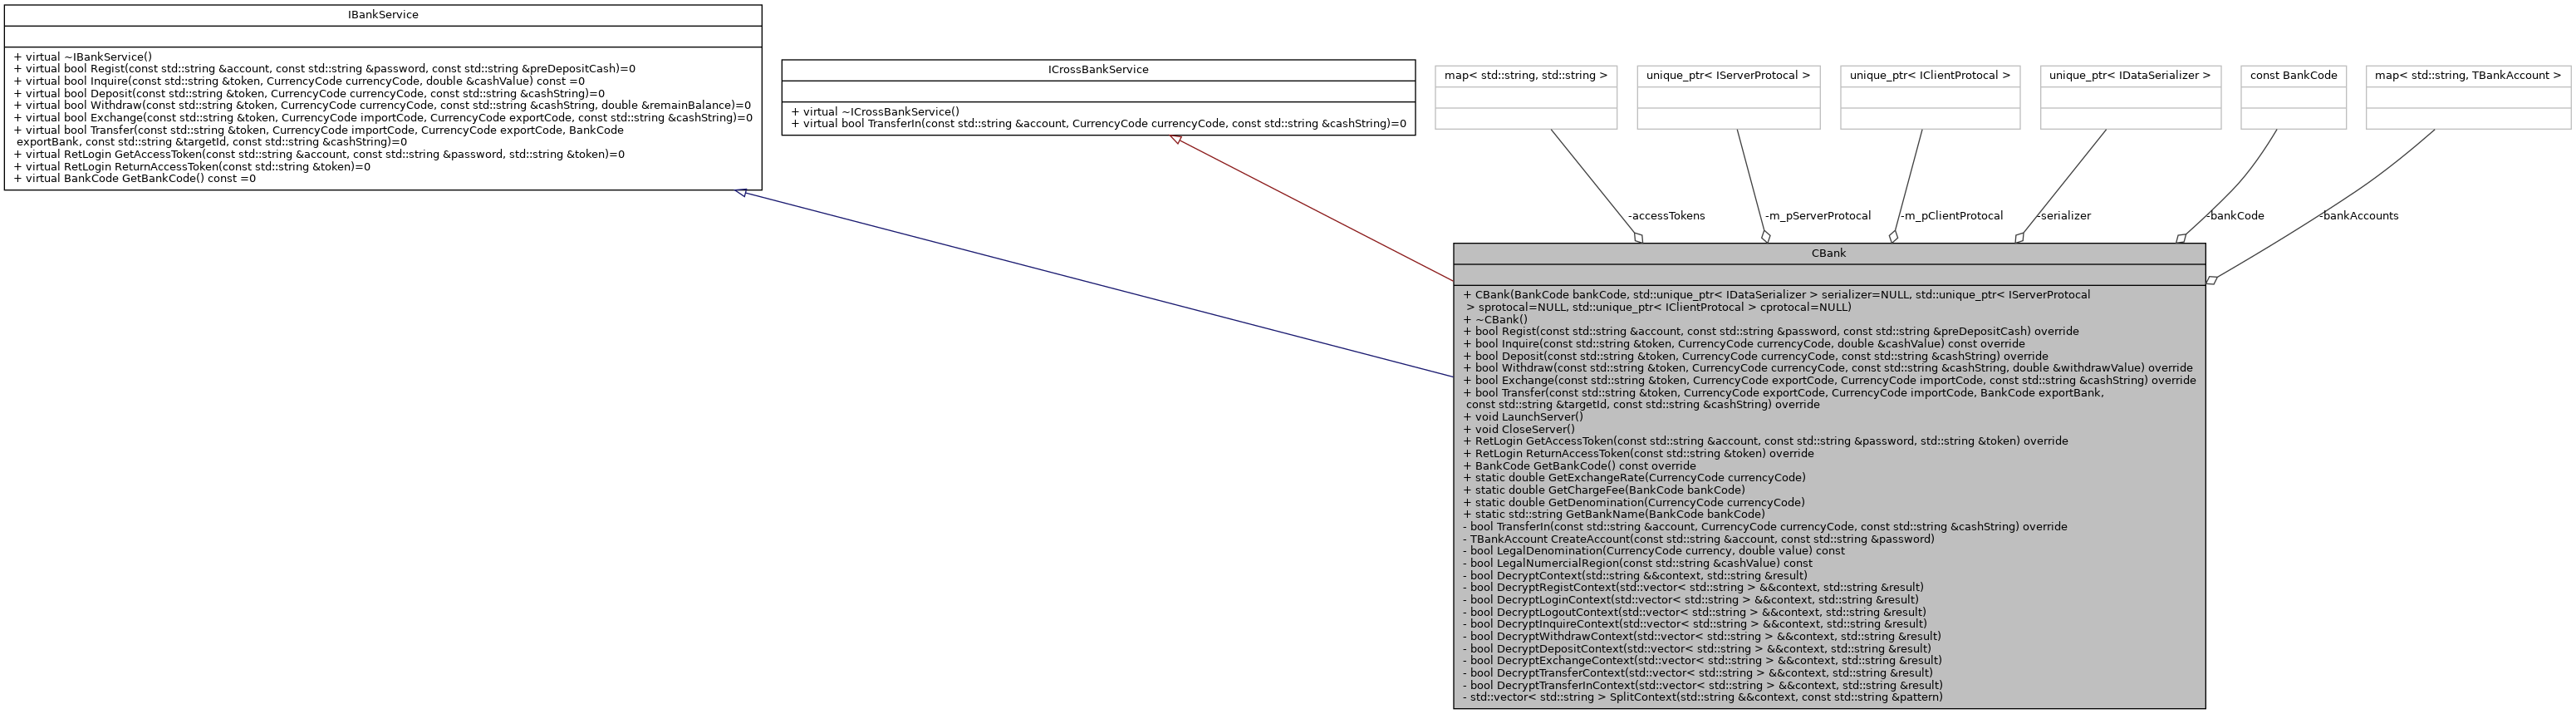 IBankService
+ virtual ~IBankService()
+ virtual bool Regist(const std::string &account, const std::string &password, const std::string &preDepositCash)=0
+ virtual bool Inquire(const std::string &token, CurrencyCode currencyCode, double &cashValue) const =0
+ virtual bool Deposit(const std::string &token, CurrencyCode currencyCode, const std::string &cashString)=0
+ virtual bool Withdraw(const std::string &token, CurrencyCode currencyCode, const std::string &cashString, double &remainBalance)=0
+ virtual bool Exchange(const std::string &token, CurrencyCode importCode, CurrencyCode exportCode, const std::string &cashString)=0
+ virtual bool Transfer(const std::string &token, CurrencyCode importCode, CurrencyCode exportCode, BankCode
exportBank, const std::string &targetId, const std::string &cashString)=0
+ virtual RetLogin GetAccessToken(const std::string &account, const std::string &password, std::string &token)=0
+ virtual RetLogin ReturnAccessToken(const std::string &token)=0
+ virtual BankCode GetBankCode() const =0
ICrossBankService
+ virtual ~ICrossBankService()
+ virtual bool TransferIn(const std::string &account, CurrencyCode currencyCode, const std::string &cashString)=0
map< std::string, std::string >
unique_ptr< IServerProtocal >
unique_ptr< IClientProtocal >
unique_ptr< IDataSerializer >
const BankCode
map< std::string, TBankAccount >
-accessTokens
-m_pServerProtocal
-m_pClientProtocal
-serializer
-bankCode
-bankAccounts
CBank
+ CBank(BankCode bankCode, std::unique_ptr< IDataSerializer > serializer=NULL, std::unique_ptr< IServerProtocal
> sprotocal=NULL, std::unique_ptr< IClientProtocal > cprotocal=NULL)
+ ~CBank()
+ bool Regist(const std::string &account, const std::string &password, const std::string &preDepositCash) override
+ bool Inquire(const std::string &token, CurrencyCode currencyCode, double &cashValue) const override
+ bool Deposit(const std::string &token, CurrencyCode currencyCode, const std::string &cashString) override
+ bool Withdraw(const std::string &token, CurrencyCode currencyCode, const std::string &cashString, double &withdrawValue) override
+ bool Exchange(const std::string &token, CurrencyCode exportCode, CurrencyCode importCode, const std::string &cashString) override
+ bool Transfer(const std::string &token, CurrencyCode exportCode, CurrencyCode importCode, BankCode exportBank,
const std::string &targetId, const std::string &cashString) override
+ void LaunchServer()
+ void CloseServer()
+ RetLogin GetAccessToken(const std::string &account, const std::string &password, std::string &token) override
+ RetLogin ReturnAccessToken(const std::string &token) override
+ BankCode GetBankCode() const override
+ static double GetExchangeRate(CurrencyCode currencyCode)
+ static double GetChargeFee(BankCode bankCode)
+ static double GetDenomination(CurrencyCode currencyCode)
+ static std::string GetBankName(BankCode bankCode)
- bool TransferIn(const std::string &account, CurrencyCode currencyCode, const std::string &cashString) override
- TBankAccount CreateAccount(const std::string &account, const std::string &password)
- bool LegalDenomination(CurrencyCode currency, double value) const
- bool LegalNumercialRegion(const std::string &cashValue) const
- bool DecryptContext(std::string &&context, std::string &result)
- bool DecryptRegistContext(std::vector< std::string > &&context, std::string &result)
- bool DecryptLoginContext(std::vector< std::string > &&context, std::string &result)
- bool DecryptLogoutContext(std::vector< std::string > &&context, std::string &result)
- bool DecryptInquireContext(std::vector< std::string > &&context, std::string &result)
- bool DecryptWithdrawContext(std::vector< std::string > &&context, std::string &result)
- bool DecryptDepositContext(std::vector< std::string > &&context, std::string &result)
- bool DecryptExchangeContext(std::vector< std::string > &&context, std::string &result)
- bool DecryptTransferContext(std::vector< std::string > &&context, std::string &result)
- bool DecryptTransferInContext(std::vector< std::string > &&context, std::string &result)
- std::vector< std::string > SplitContext(std::string &&context, const std::string &pattern)